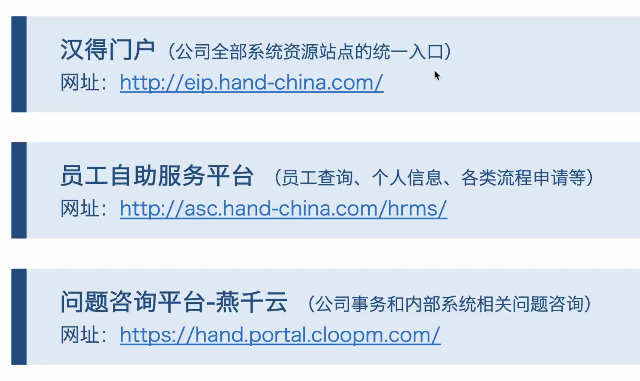 汉得门户（公司全部系统资源站点的统一入口）
网址：http://eip.hand-china.com/
员工自助服务平台 （员工查询、个人信息、各类流程申请等）
网址：http://asc.hand-china.com/hrms/
问题咨询平台-燕千云 （公司事务和内部系统相关问题咨询）
网址：https://hand.portal.cloopm.com/